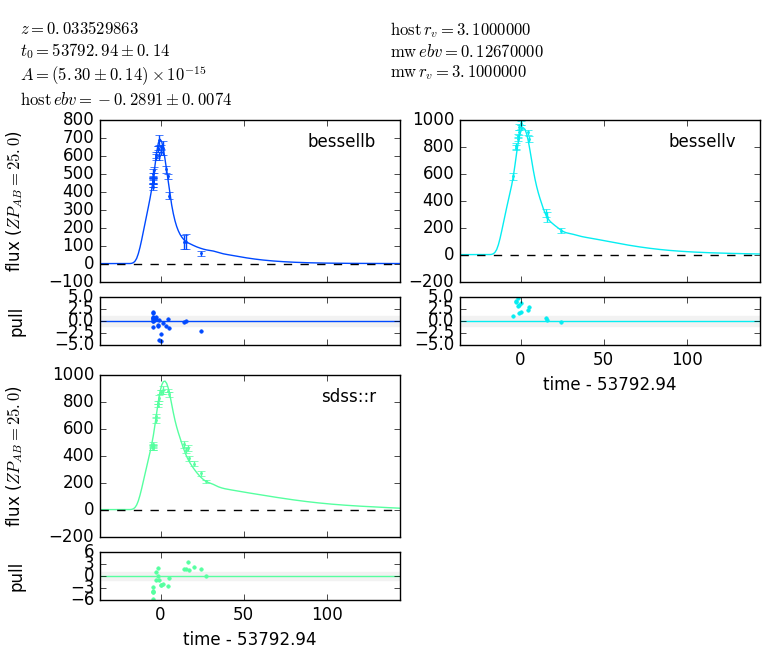 z = 0.033529863
t₀ = 53792.94 ± 0.14
A = (5.30 ± 0.14) × 10⁻¹⁵
host ebv = −0.2891 ± 0.0074
host r_v = 3.1000000
mw ebv = 0.12670000
mw r_v = 3.1000000
flux (ZP_AB = 25.0)
800
700
600
500
400
300
200
100
0
−100
bessellb
1000
800
600
400
200
0
−200
bessellv
pull
5.0
2.5
0.0
−2.5
−5.0
5.0
2.5
0.0
−2.5
−5.0
0 50 100
time - 53792.94
flux (ZP_AB = 25.0)
1000
800
600
400
200
0
−200
sdss::r
pull
6
3
0
−3
−6
0 50 100
time - 53792.94